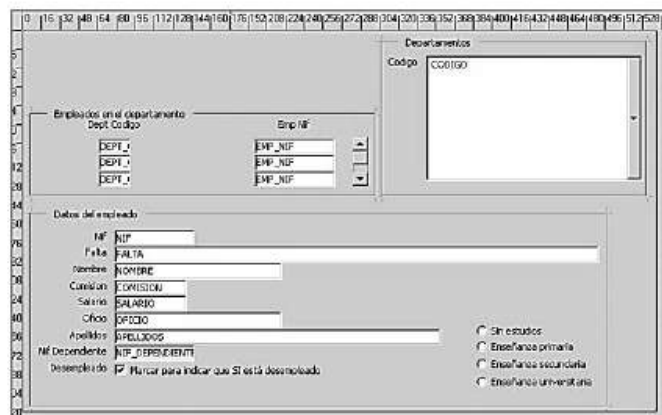 0 16 32 48 64 80 96 112 128 144 160 176 192 208 224 240 256 272 288 304 320 336 352 368 384 400 416 432 448 464 480 496 512 528
Departamentos
Codigo CODIGO
Empleados en el departamento
Dept Codigo Emp Nif
DEPT_ EMP_NIF
DEPT_ EMP_NIF
DEPT_ EMP_NIF
Datos del empleado
Nif NIF
Falta FALTA
Nombre NOMBRE
Comision COMISION
Salario SALARIO
Oficio OFICIO
Apellidos APELLIDOS
Nif Dependiente NIF_DEPENDIENT
Desempleado Marcar para indicar que SI está desempleado
Sin estudios
Enseñanza primaria
Enseñanza secundaria
Enseñanza universitaria